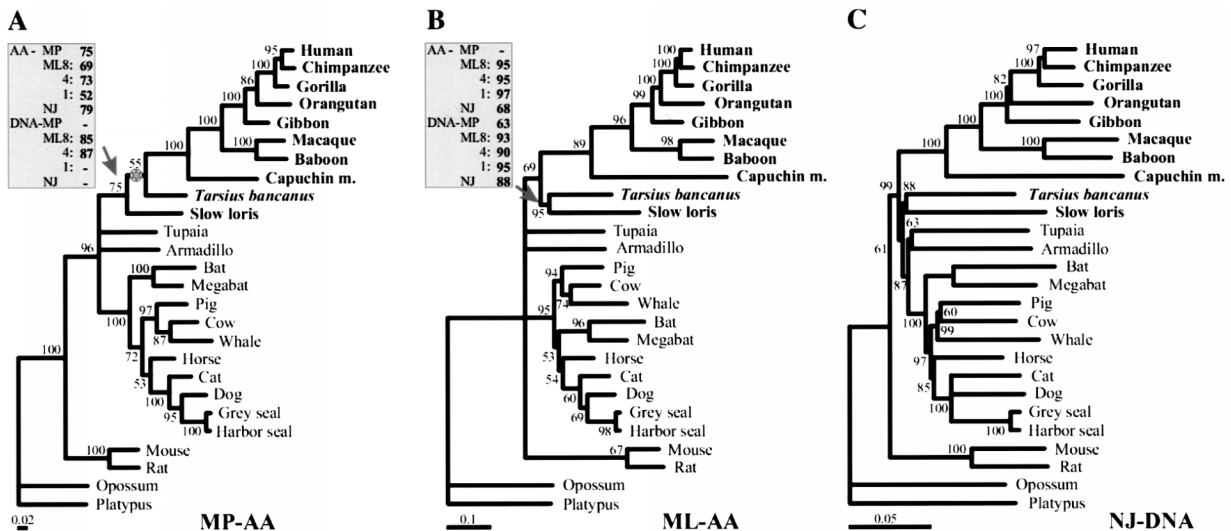 A
AA - MP 75
ML8: 69
4: 73
1: 52
NJ 79
DNA-MP -
ML8: 85
4: 87
1: -
NJ -
95
100
86
100
100
100
55
75
96
100
100
97
87
100
72
53
100
95
100
100
Human
Chimpanzee
Gorilla
Orangutan
Gibbon
Macaque
Baboon
Capuchin m.
Tarsius bancanus
Slow loris
Tupaia
Armadillo
Bat
Megabat
Pig
Cow
Whale
Horse
Cat
Dog
Grey seal
Harbor seal
Mouse
Rat
Opossum
Platypus
0.02
MP-AA
B
AA - MP -
ML8: 95
4: 95
1: 97
NJ 68
DNA-MP 63
ML8: 93
4: 90
1: 95
NJ 88
100
100
100
99
96
98
89
69
95
94
74
95
96
53
54
60
69
98
67
Human
Chimpanzee
Gorilla
Orangutan
Gibbon
Macaque
Baboon
Capuchin m.
Tarsius bancanus
Slow loris
Tupaia
Armadillo
Pig
Cow
Whale
Bat
Megabat
Horse
Cat
Dog
Grey seal
Harbor seal
Mouse
Rat
Opossum
Platypus
0.1
ML-AA
C
97
100
82
100
100
100
99
88
63
61
87
100
60
99
97
85
100
100
100
Human
Chimpanzee
Gorilla
Orangutan
Gibbon
Macaque
Baboon
Capuchin m.
Tarsius bancanus
Slow loris
Tupaia
Armadillo
Bat
Megabat
Pig
Cow
Whale
Horse
Cat
Dog
Grey seal
Harbor seal
Mouse
Rat
Opossum
Platypus
0.05
NJ-DNA